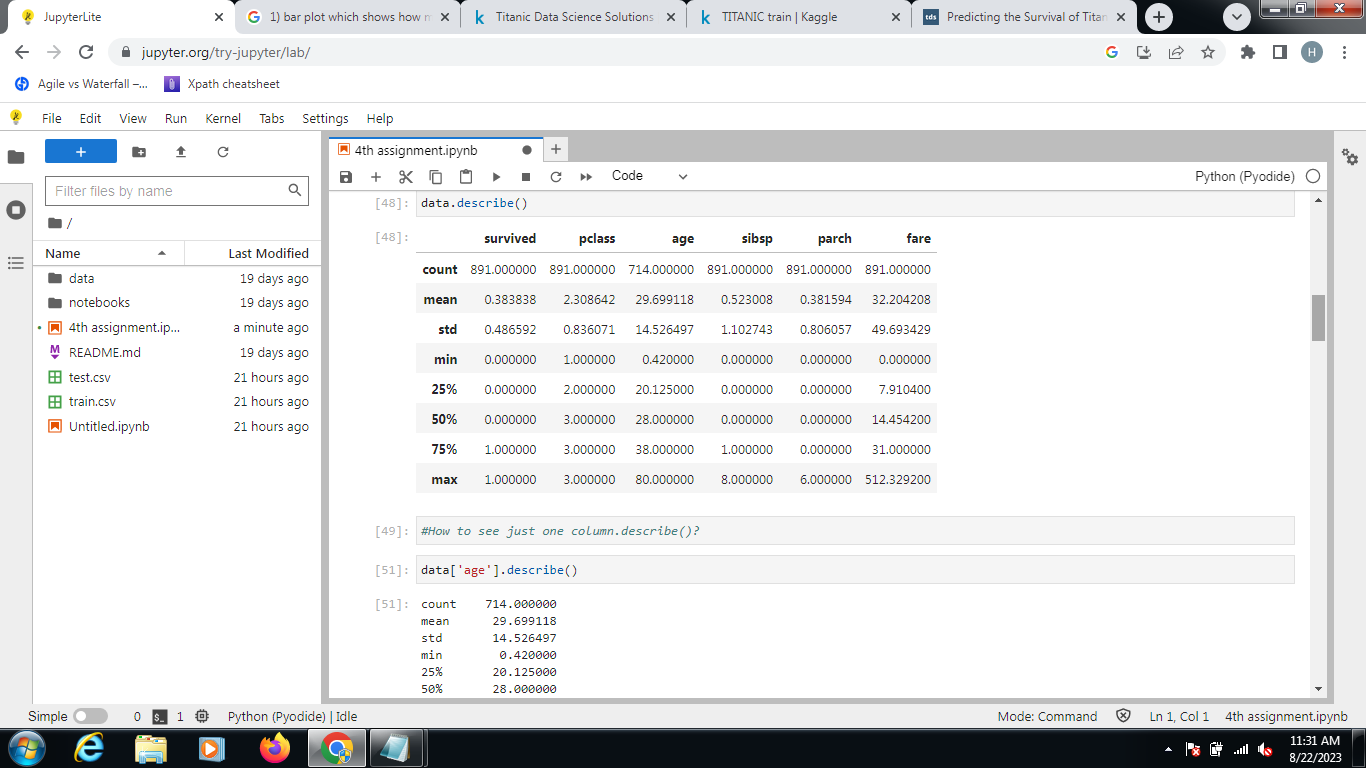 JupyterLite
1) bar plot which shows how m
Titanic Data Science Solutions
TITANIC train | Kaggle
tds
Predicting the Survival of Titan
jupyter.org/try-jupyter/lab/
H
Agile vs Waterfall –...
Xpath cheatsheet
File Edit View Run Kernel Tabs Settings Help
4th assignment.ipynb
Filter files by name
Code
Python (Pyodide)
/
Name Last Modified
data 19 days ago
notebooks 19 days ago
4th assignment.ip... a minute ago
README.md 19 days ago
test.csv 21 hours ago
train.csv 21 hours ago
Untitled.ipynb 21 hours ago
[48]: data.describe()
[48]: survived pclass age sibsp parch fare
count 891.000000 891.000000 714.000000 891.000000 891.000000 891.000000
mean 0.383838 2.308642 29.699118 0.523008 0.381594 32.204208
std 0.486592 0.836071 14.526497 1.102743 0.806057 49.693429
min 0.000000 1.000000 0.420000 0.000000 0.000000 0.000000
25% 0.000000 2.000000 20.125000 0.000000 0.000000 7.910400
50% 0.000000 3.000000 28.000000 0.000000 0.000000 14.454200
75% 1.000000 3.000000 38.000000 1.000000 0.000000 31.000000
max 1.000000 3.000000 80.000000 8.000000 6.000000 512.329200
[49]: #How to see just one column.describe()?
[51]: data['age'].describe()
[51]: count 714.000000
mean 29.699118
std 14.526497
min 0.420000
25% 20.125000
50% 28.000000
Simple 0 1 Python (Pyodide) | Idle Mode: Command Ln 1, Col 1 4th assignment.ipynb
11:31 AM
8/22/2023